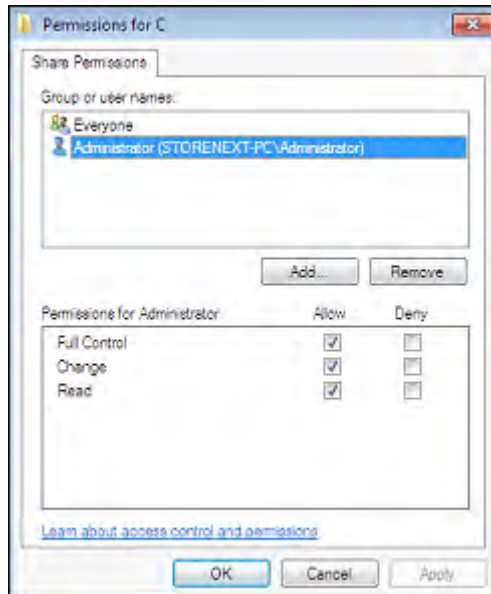 Permissions for C
Share Permissions
Group or user names:
Everyone
Administrator (STORENEXT-PC\Administrator)
Add...
Remove
Permissions for Administrator
Allow
Deny
Full Control
Change
Read
Learn about access control and permissions
OK
Cancel
Apply